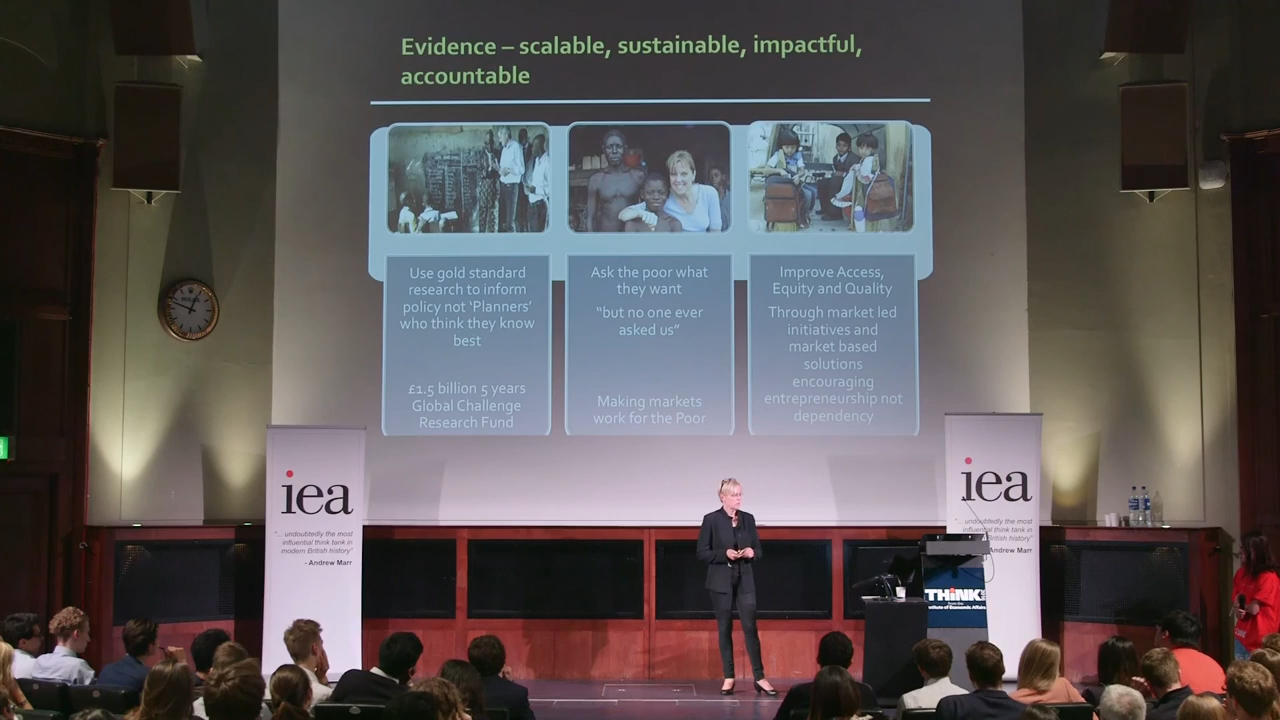 Evidence – scalable, sustainable, impactful,
accountable
Use gold standard
research to inform
policy not ‘Planners’
who think they know
best
£1.5 billion 5 years
Global Challenge
Research Fund
Ask the poor what
they want
“but no one ever
asked us”
Making markets
work for the Poor
Improve Access,
Equity and Quality
Through market led
initiatives and
market based
solutions
encouraging
entrepreneurship not
dependency
iea
"... undoubtedly the most
influential think tank in
modern British history"
- Andrew Marr
iea
"... undoubtedly the most
influential think tank in
British history"
Andrew Marr
THiNK
Institute of Economic Affairs